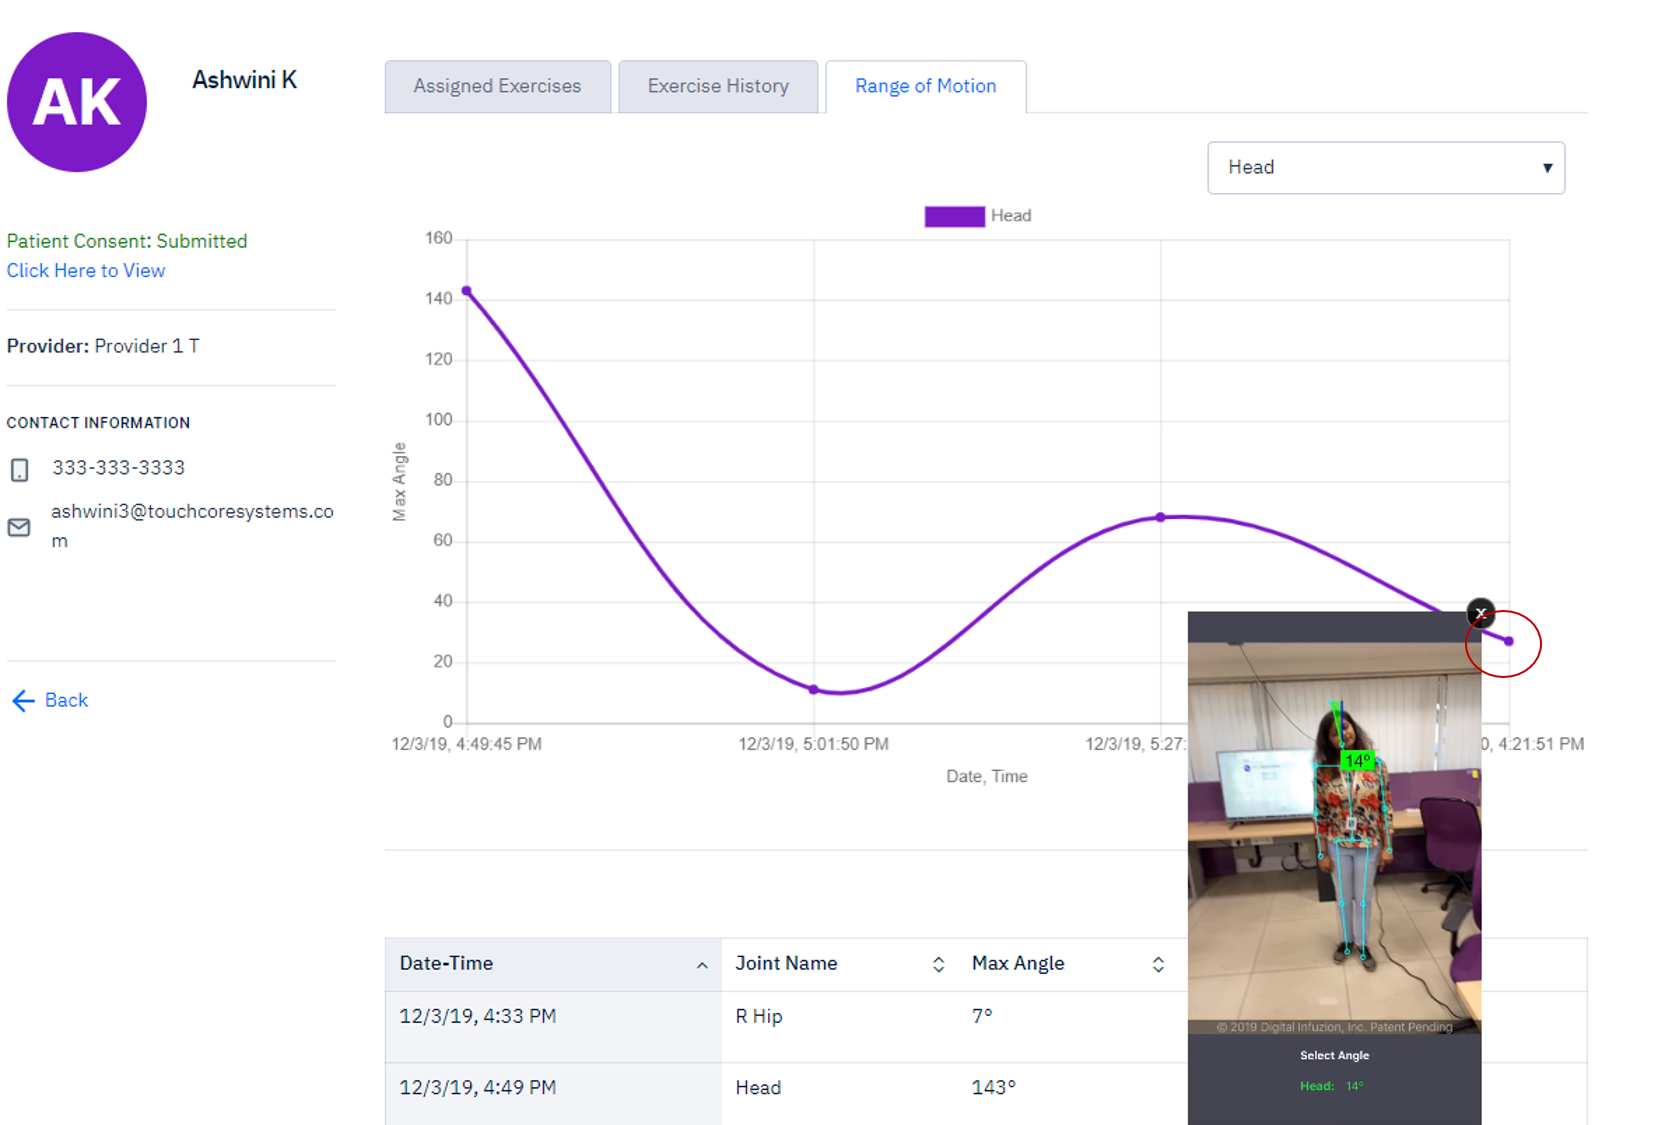 AK
Ashwini K
Assigned Exercises
Exercise History
Range of Motion
Head
Patient Consent: Submitted
Click Here to View
Provider: Provider 1 T
CONTACT INFORMATION
333-333-3333
ashwini3@touchcoresystems.co
m
Back
Head
160
140
120
100
80
60
40
20
0
Max Angle
12/3/19, 4:49:45 PM
12/3/19, 5:01:50 PM
12/3/19, 5:27:
0, 4:21:51 PM
Date, Time
X
14°
© 2019 Digital Infuzion, Inc. Patent Pending
Select Angle
Head: 14°
Date-Time Joint Name Max Angle
12/3/19, 4:33 PM R Hip 7°
12/3/19, 4:49 PM Head 143°